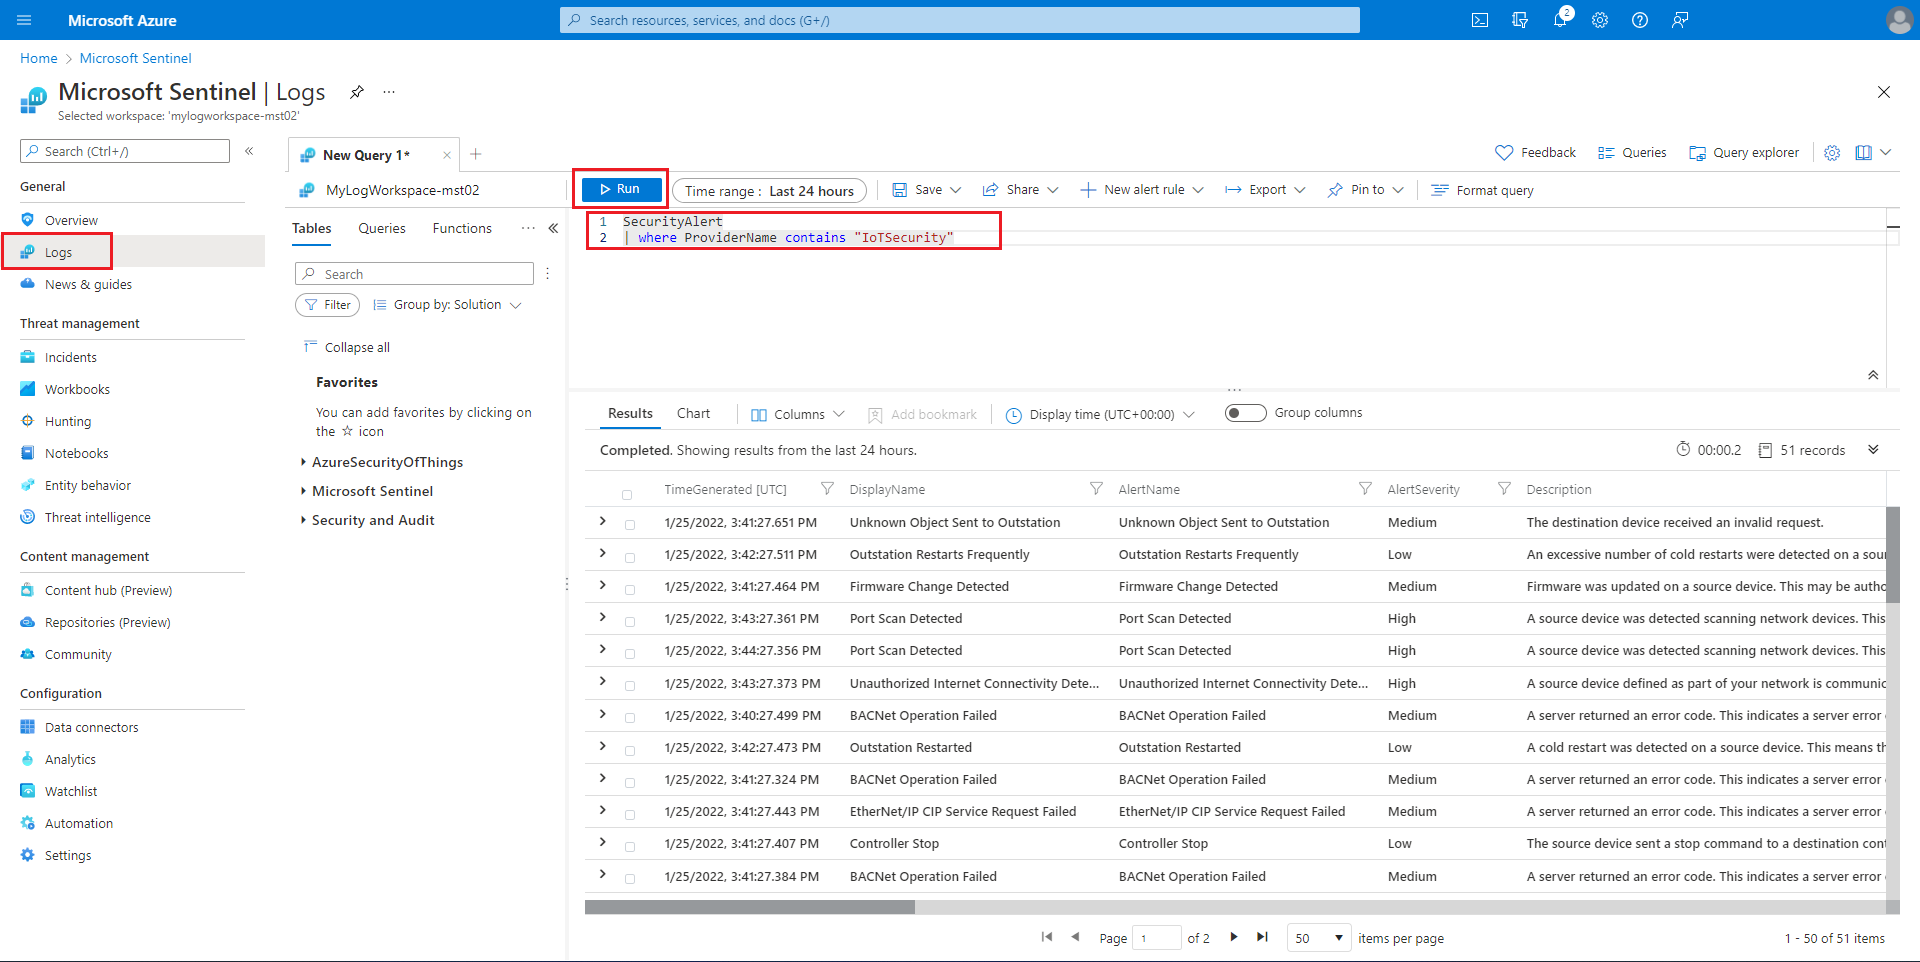 Microsoft Azure
Search resources, services, and docs (G+/)
2
Home > Microsoft Sentinel
Microsoft Sentinel | Logs ...
Selected workspace: 'mylogworkspace-mst02'
Search (Ctrl+/)
«
General
Overview
Logs
News & guides
Threat management
Incidents
Workbooks
Hunting
Notebooks
Entity behavior
Threat intelligence
Content management
Content hub (Preview)
Repositories (Preview)
Community
Configuration
Data connectors
Analytics
Watchlist
Automation
Settings
New Query 1*
Feedback Queries Query explorer
MyLogWorkspace-mst02
Run Time range : Last 24 hours Save Share New alert rule Export Pin to Format query
Tables Queries Functions ... «
Search
Filter Group by: Solution
Collapse all
Favorites
You can add favorites by clicking on
the ☆ icon
AzureSecurityOfThings
Microsoft Sentinel
Security and Audit
1 SecurityAlert
2 | where ProviderName contains "IoTSecurity"
Results Chart Columns Add bookmark Display time (UTC+00:00) Group columns
Completed. Showing results from the last 24 hours. 00:00.2 51 records
TimeGenerated [UTC] DisplayName AlertName AlertSeverity Description
1/25/2022, 3:41:27.651 PM Unknown Object Sent to Outstation Unknown Object Sent to Outstation Medium The destination device received an invalid request.
1/25/2022, 3:42:27.511 PM Outstation Restarts Frequently Outstation Restarts Frequently Low An excessive number of cold restarts were detected on a sour
1/25/2022, 3:41:27.464 PM Firmware Change Detected Firmware Change Detected Medium Firmware was updated on a source device. This may be autho
1/25/2022, 3:43:27.361 PM Port Scan Detected Port Scan Detected High A source device was detected scanning network devices. This
1/25/2022, 3:44:27.356 PM Port Scan Detected Port Scan Detected High A source device was detected scanning network devices. This
1/25/2022, 3:43:27.373 PM Unauthorized Internet Connectivity Dete... Unauthorized Internet Connectivity Dete... High A source device defined as part of your network is communic
1/25/2022, 3:40:27.499 PM BACNet Operation Failed BACNet Operation Failed Medium A server returned an error code. This indicates a server error
1/25/2022, 3:42:27.473 PM Outstation Restarted Outstation Restarted Low A cold restart was detected on a source device. This means th
1/25/2022, 3:41:27.324 PM BACNet Operation Failed BACNet Operation Failed Medium A server returned an error code. This indicates a server error
1/25/2022, 3:41:27.443 PM EtherNet/IP CIP Service Request Failed EtherNet/IP CIP Service Request Failed Medium A server returned an error code. This indicates a server error
1/25/2022, 3:41:27.407 PM Controller Stop Controller Stop Low The source device sent a stop command to a destination cont
1/25/2022, 3:41:27.384 PM BACNet Operation Failed BACNet Operation Failed Medium A server returned an error code. This indicates a server error
Page 1 of 2 50 items per page 1 - 50 of 51 items